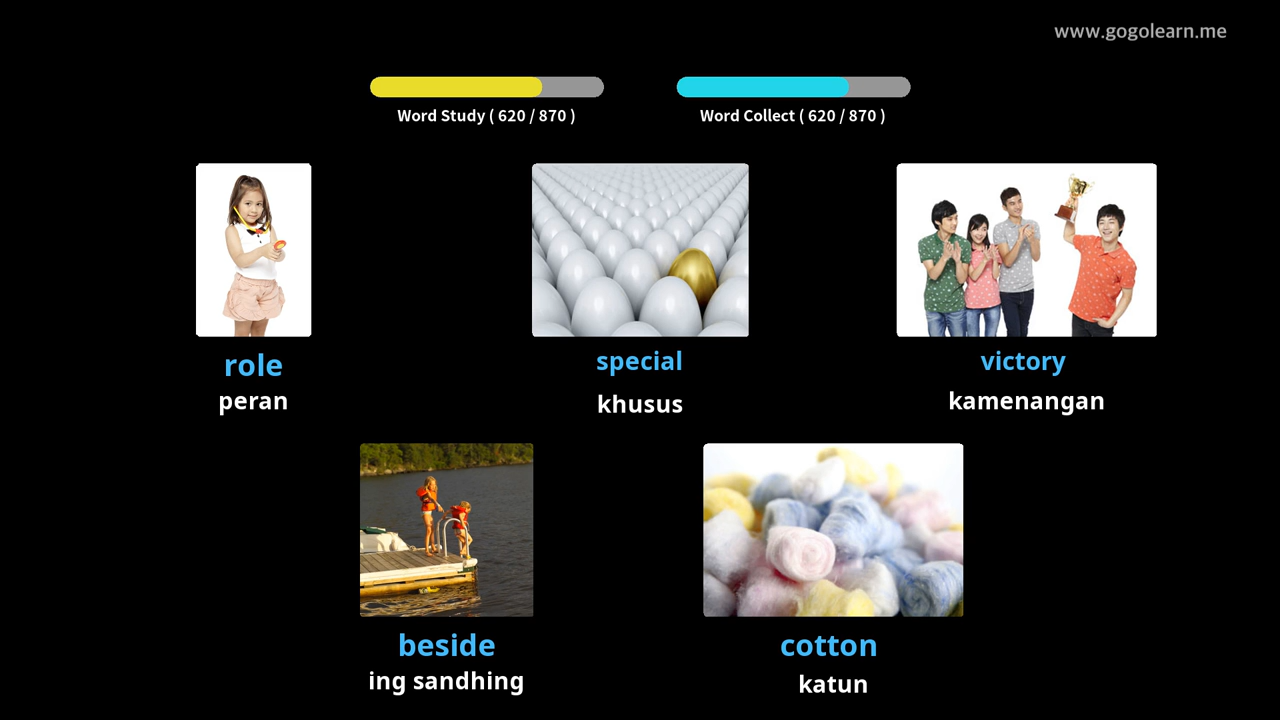 www.gogolearn.me
Word Study ( 620 / 870 )
Word Collect ( 620 / 870 )
role
peran
special
khusus
victory
kamenangan
beside
ing sandhing
cotton
katun